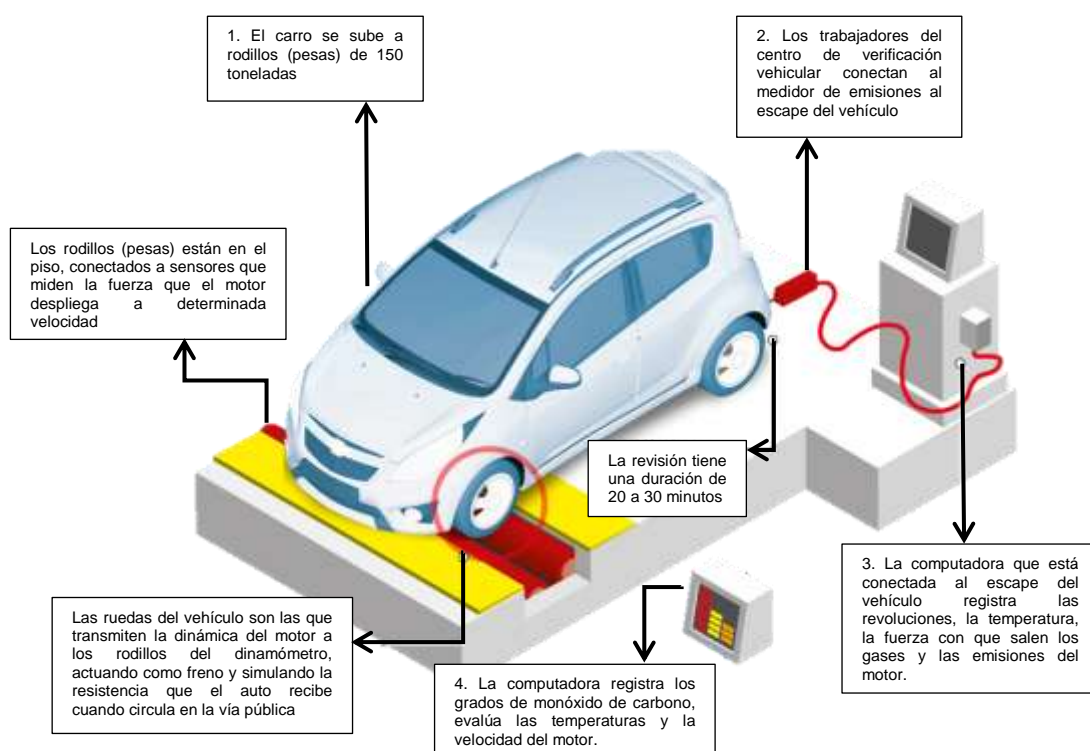 1. El carro se sube a
rodillos (pesas) de 150
toneladas
2. Los trabajadores del
centro de verificación
vehicular conectan al
medidor de emisiones al
escape del vehículo
Los rodillos (pesas) están en el
piso, conectados a sensores que
miden la fuerza que el motor
despliega a determinada
velocidad
La revisión tiene
una duración de
20 a 30 minutos
3. La computadora que está
conectada al escape del
vehículo registra las
revoluciones, la temperatura,
la fuerza con que salen los
gases y las emisiones del
motor.
Las ruedas del vehículo son las que
transmiten la dinámica del motor a
los rodillos del dinamómetro,
actuando como freno y simulando la
resistencia que el auto recibe
cuando circula en la vía pública
4. La computadora registra los
grados de monóxido de carbono,
evalúa las temperaturas y la
velocidad del motor.